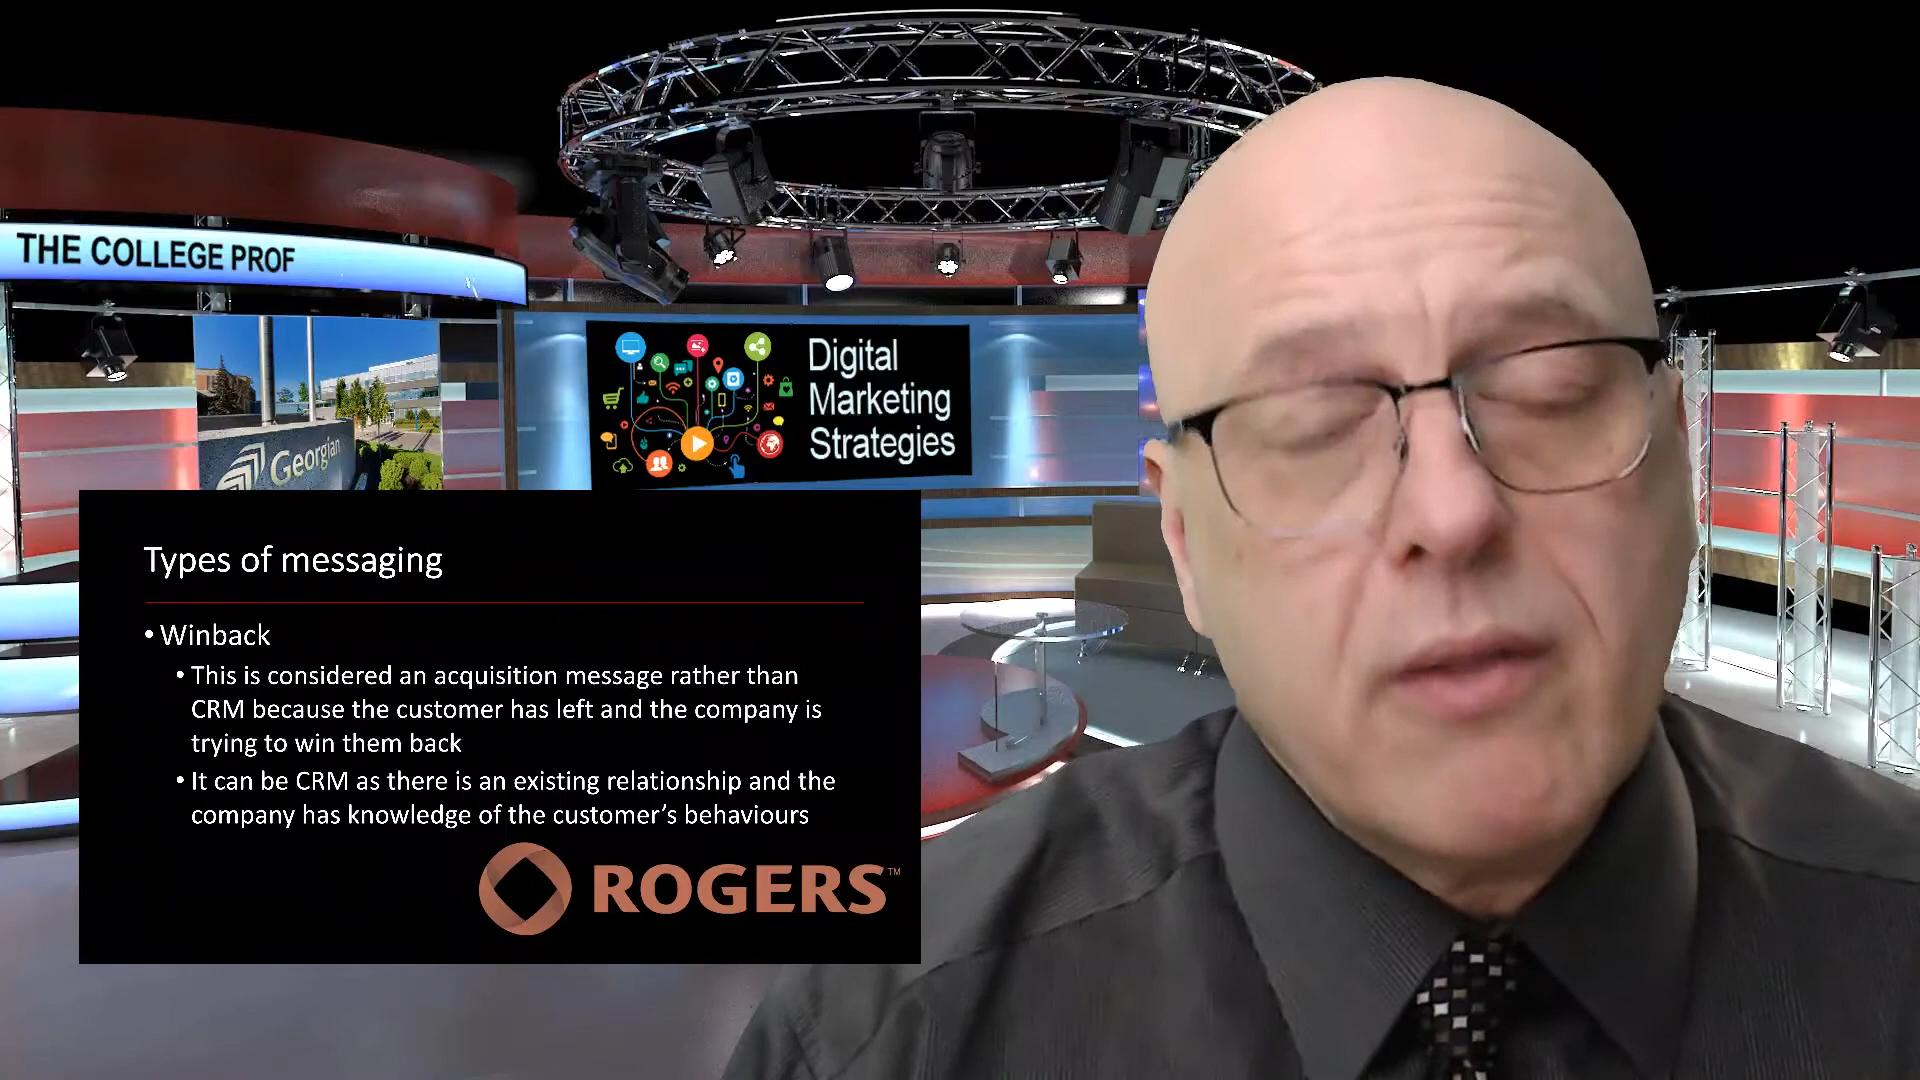 THE COLLEGE PROF
Georgian
Digital
Marketing
Strategies
Types of messaging
• Winback
• This is considered an acquisition message rather than
CRM because the customer has left and the company is
trying to win them back
• It can be CRM as there is an existing relationship and the
company has knowledge of the customer's behaviours
ROGERS™